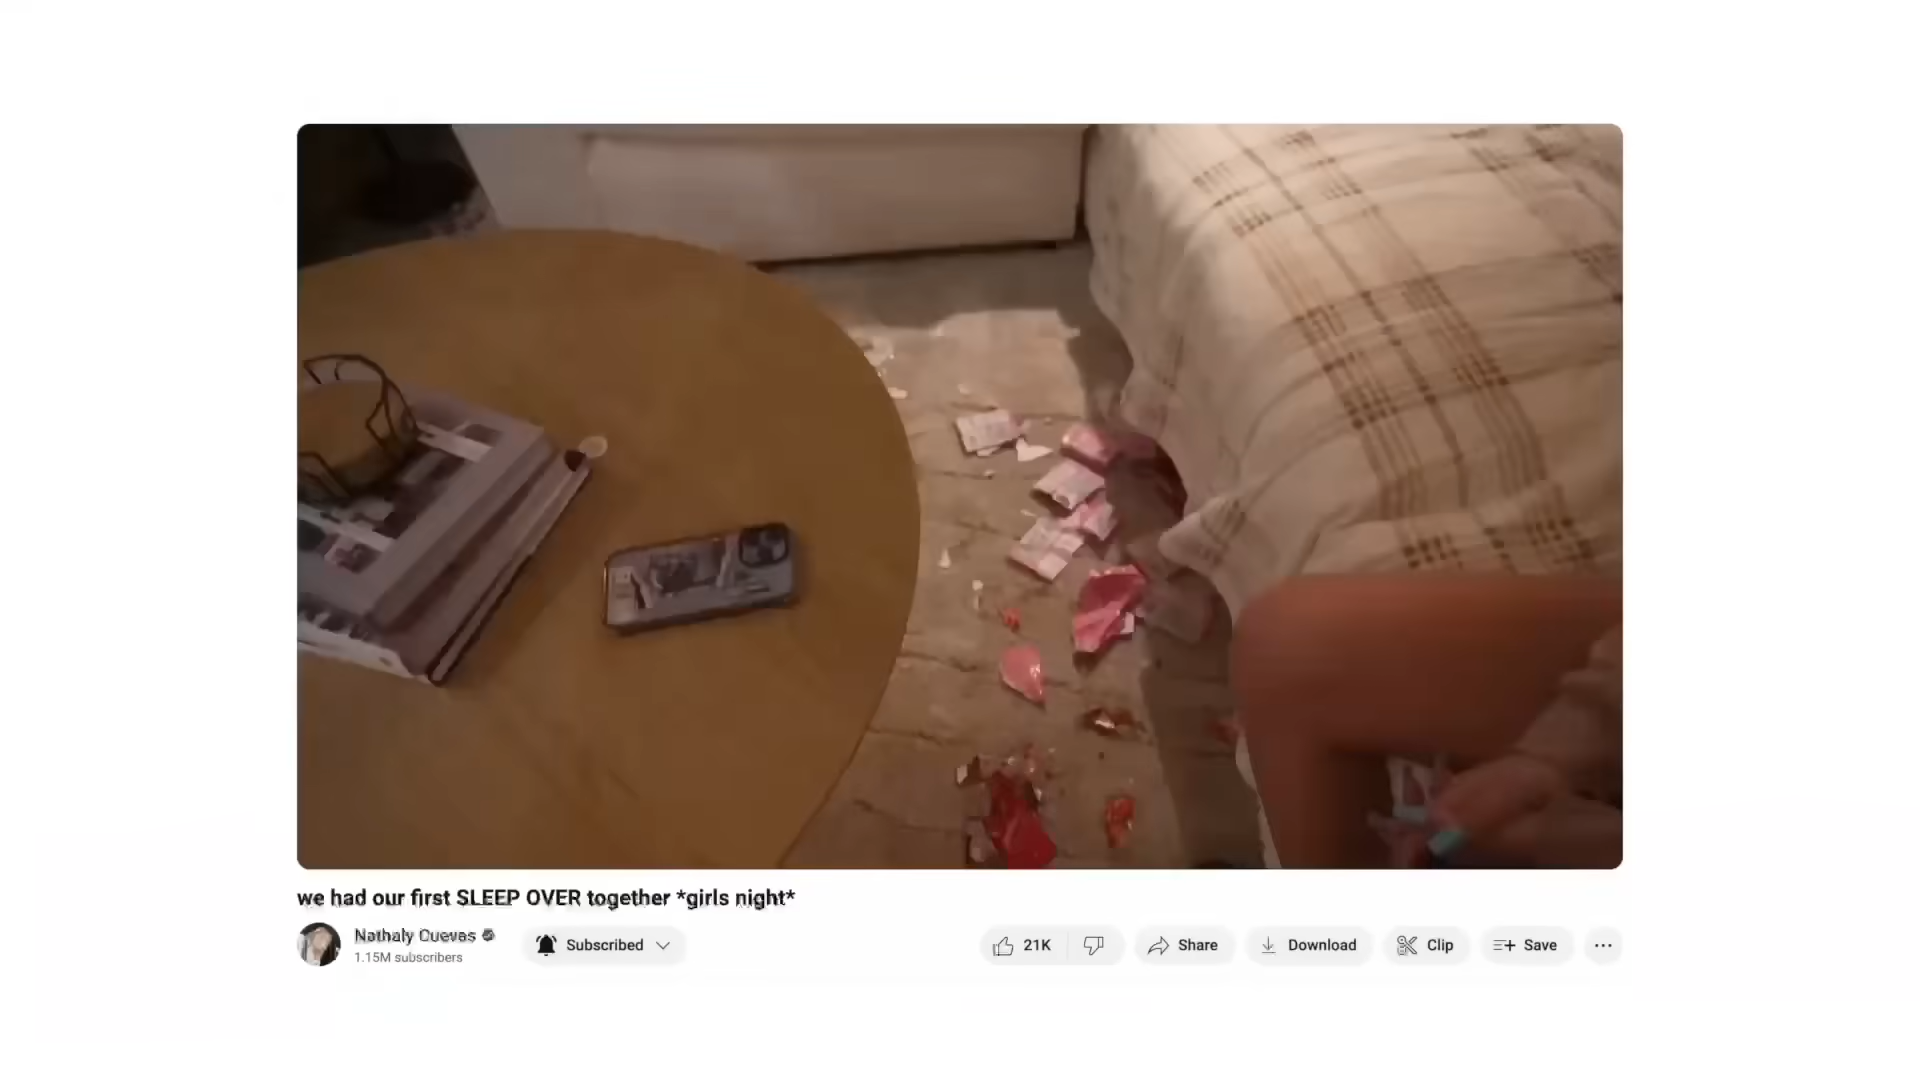 we had our first SLEEP OVER together *girls night*
Nathaly Cuevas
1.15M subscribers
Subscribed
21K
Share
Download
Clip
Save